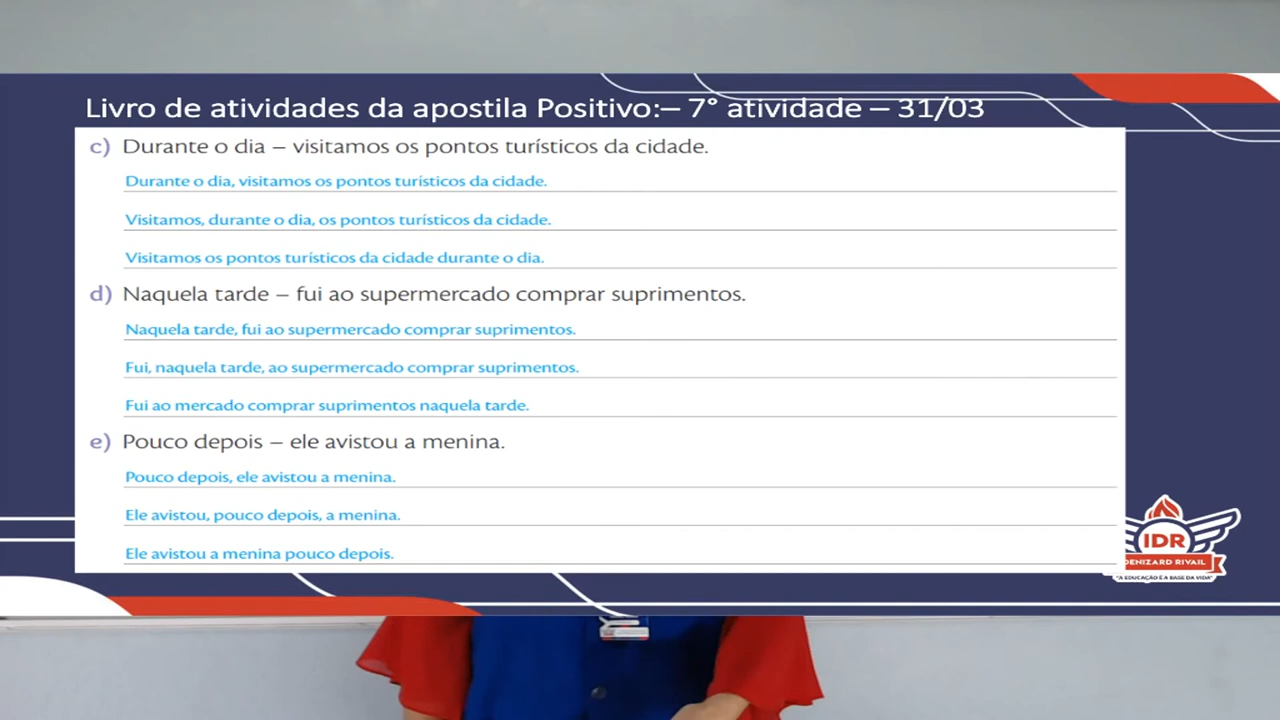 Livro de atividades da apostila Positivo:– 7° atividade – 31/03
c) Durante o dia – visitamos os pontos turísticos da cidade.
Durante o dia, visitamos os pontos turísticos da cidade.
Visitamos, durante o dia, os pontos turísticos da cidade.
Visitamos os pontos turísticos da cidade durante o dia.
d) Naquela tarde – fui ao supermercado comprar suprimentos.
Naquela tarde, fui ao supermercado comprar suprimentos.
Fui, naquela tarde, ao supermercado comprar suprimentos.
Fui ao mercado comprar suprimentos naquela tarde.
e) Pouco depois – ele avistou a menina.
Pouco depois, ele avistou a menina.
Ele avistou, pouco depois, a menina.
Ele avistou a menina pouco depois.
IDR
DENIZARD RIVAIL
"A EDUCAÇÃO É A BASE DA VIDA"